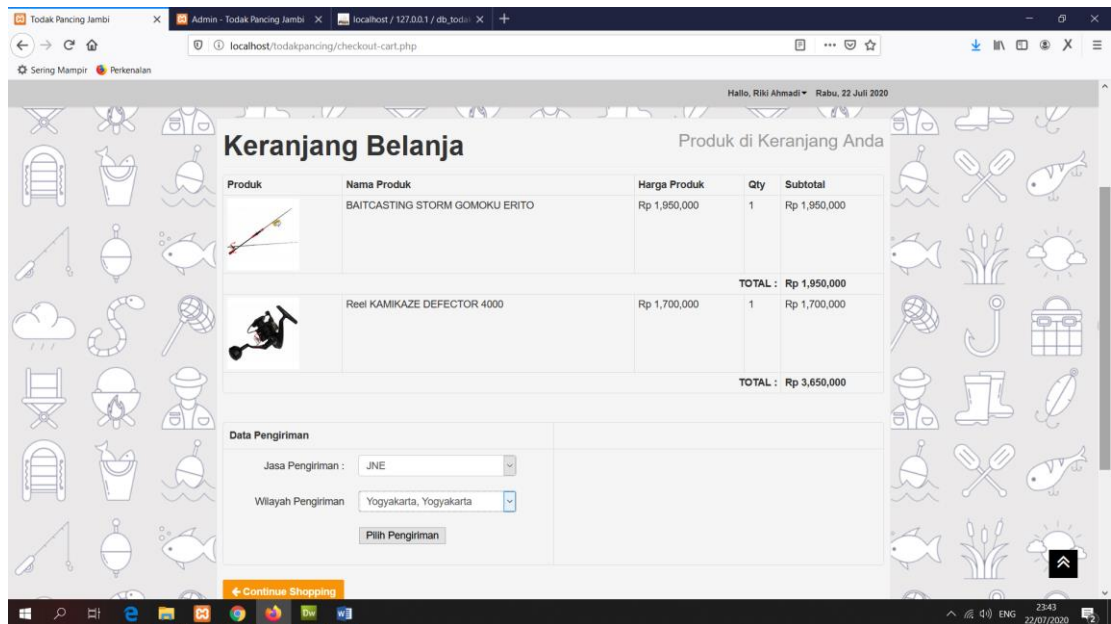 Todak Pancing Jambi
Admin - Todak Pancing Jambi
localhost / 127.0.0.1 / db_todak
localhost/todakpancing/checkout-cart.php
Sering Mampir Perkenalan
Hallo, Riki Ahmadi Rabu, 22 Juli 2020
Keranjang Belanja
Produk di Keranjang Anda
Produk Nama Produk Harga Produk Qty Subtotal
BAITCASTING STORM GOMOKU ERITO Rp 1,950,000 1 Rp 1,950,000
TOTAL : Rp 1,950,000
Reel KAMIKAZE DEFECTOR 4000 Rp 1,700,000 1 Rp 1,700,000
TOTAL : Rp 3,650,000
Data Pengiriman
Jasa Pengiriman : JNE
Wilayah Pengiriman Yogyakarta, Yogyakarta
Pilih Pengiriman
Continue Shopping
ENG
23:43
22/07/2020